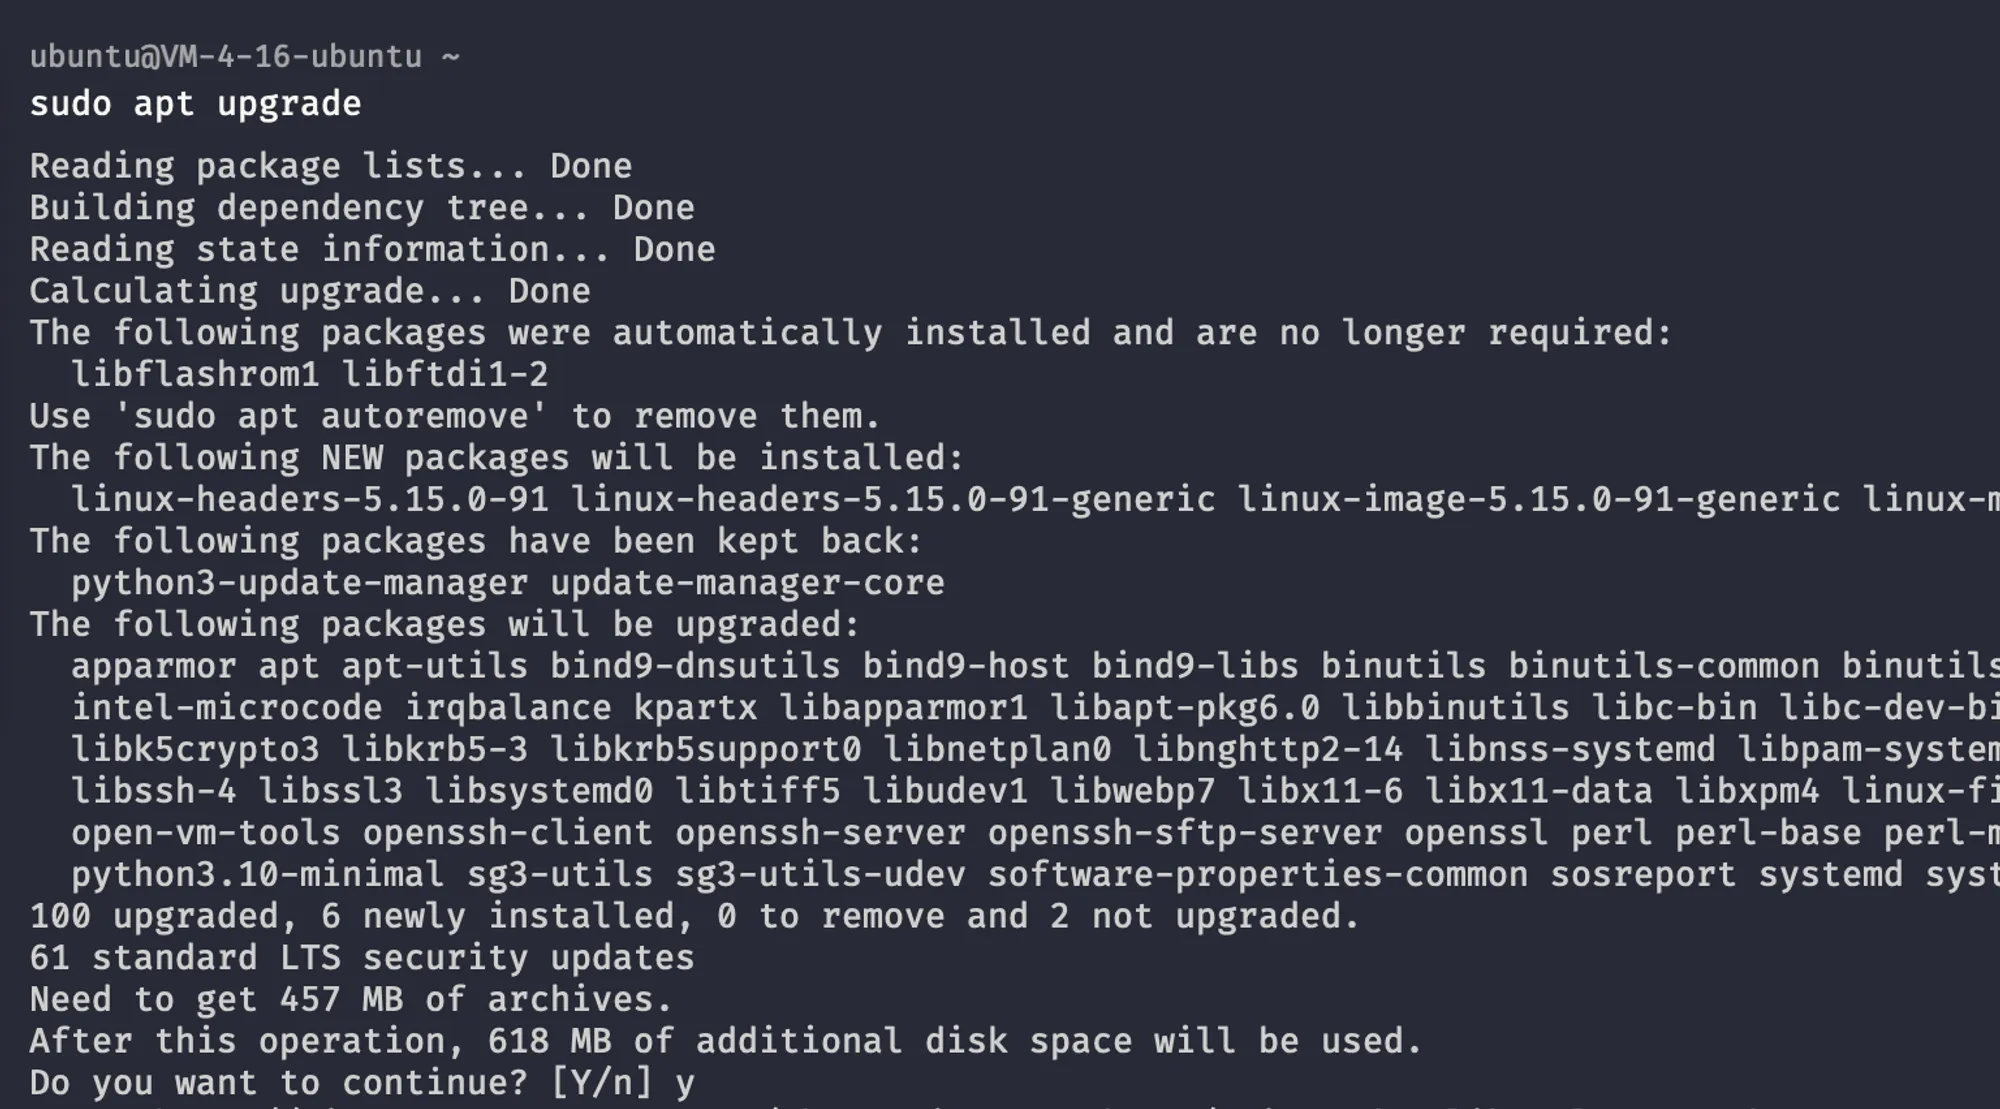 ubuntu@VM-4-16-ubuntu ~
sudo apt upgrade
Reading package lists... Done
Building dependency tree... Done
Reading state information... Done
Calculating upgrade... Done
The following packages were automatically installed and are no longer required:
libflashrom1 libftdi1-2
Use 'sudo apt autoremove' to remove them.
The following NEW packages will be installed:
linux-headers-5.15.0-91 linux-headers-5.15.0-91-generic linux-image-5.15.0-91-generic linux-m
The following packages have been kept back:
python3-update-manager update-manager-core
The following packages will be upgraded:
apparmor apt apt-utils bind9-dnsutils bind9-host bind9-libs binutils binutils-common binutils
intel-microcode irqbalance kpartx libapparmor1 libapt-pkg6.0 libbinutils libc-bin libc-dev-bi
libk5crypto3 libkrb5-3 libkrb5support0 libnetplan0 libnghttp2-14 libnss-systemd libpam-system
libssh-4 libssl3 libsystemd0 libtiff5 libudev1 libwebp7 libx11-6 libx11-data libxpm4 linux-fi
open-vm-tools openssh-client openssh-server openssh-sftp-server openssl perl perl-base perl-m
python3.10-minimal sg3-utils sg3-utils-udev software-properties-common sosreport systemd syst
100 upgraded, 6 newly installed, 0 to remove and 2 not upgraded.
61 standard LTS security updates
Need to get 457 MB of archives.
After this operation, 618 MB of additional disk space will be used.
Do you want to continue? [Y/n] y